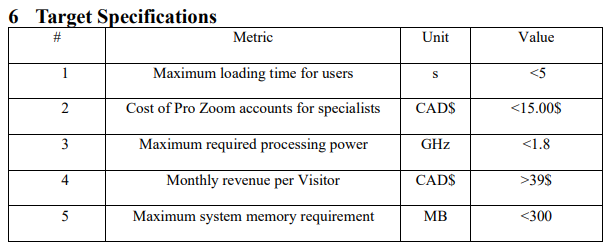 6 Target Specifications
# Metric Unit Value
1 Maximum loading time for users s <5
2 Cost of Pro Zoom accounts for specialists CAD$ <15.00$
3 Maximum required processing power GHz <1.8
4 Monthly revenue per Visitor CAD$ >39$
5 Maximum system memory requirement MB <300